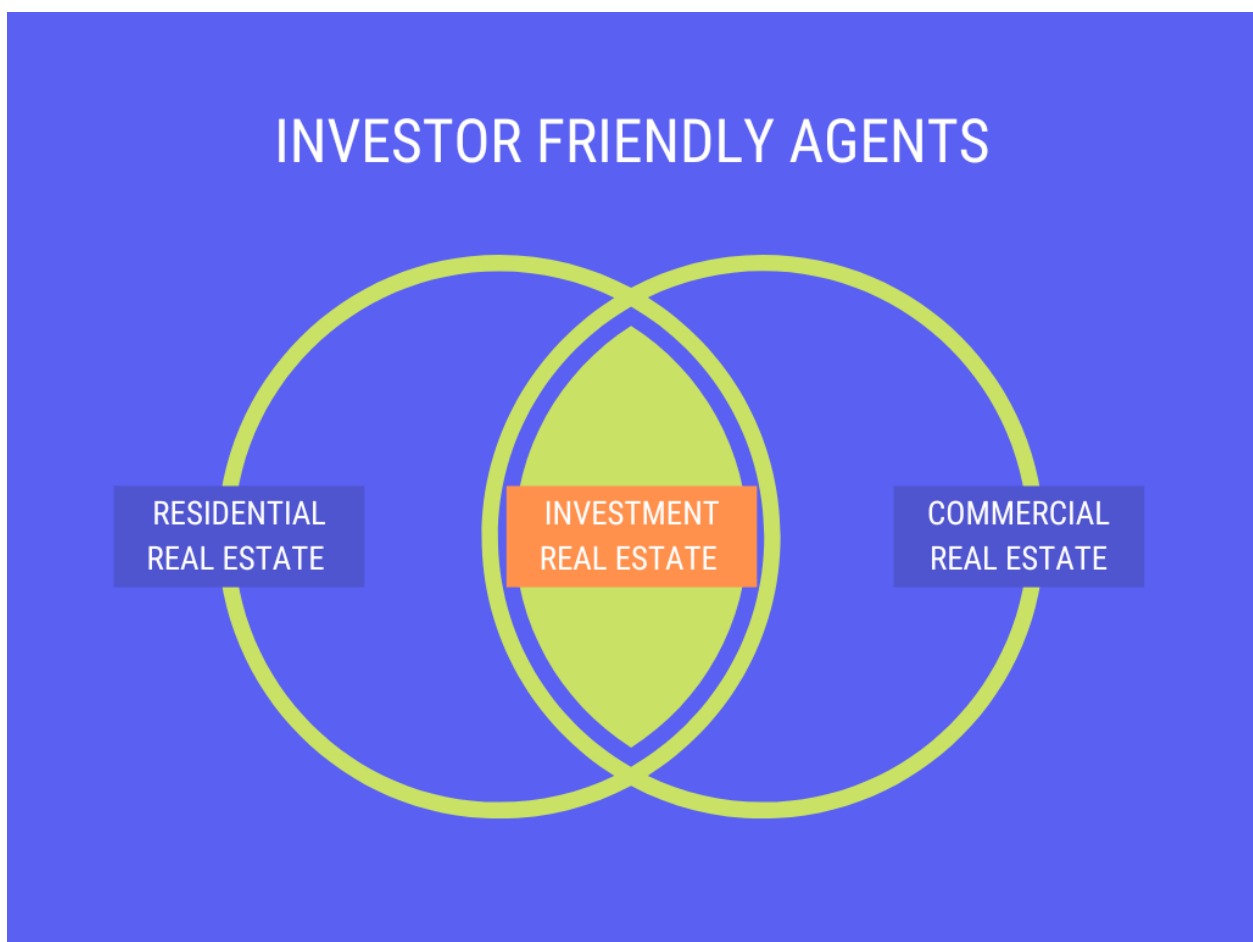 INVESTOR FRIENDLY AGENTS
RESIDENTIAL
REAL ESTATE
INVESTMENT
REAL ESTATE
COMMERCIAL
REAL ESTATE